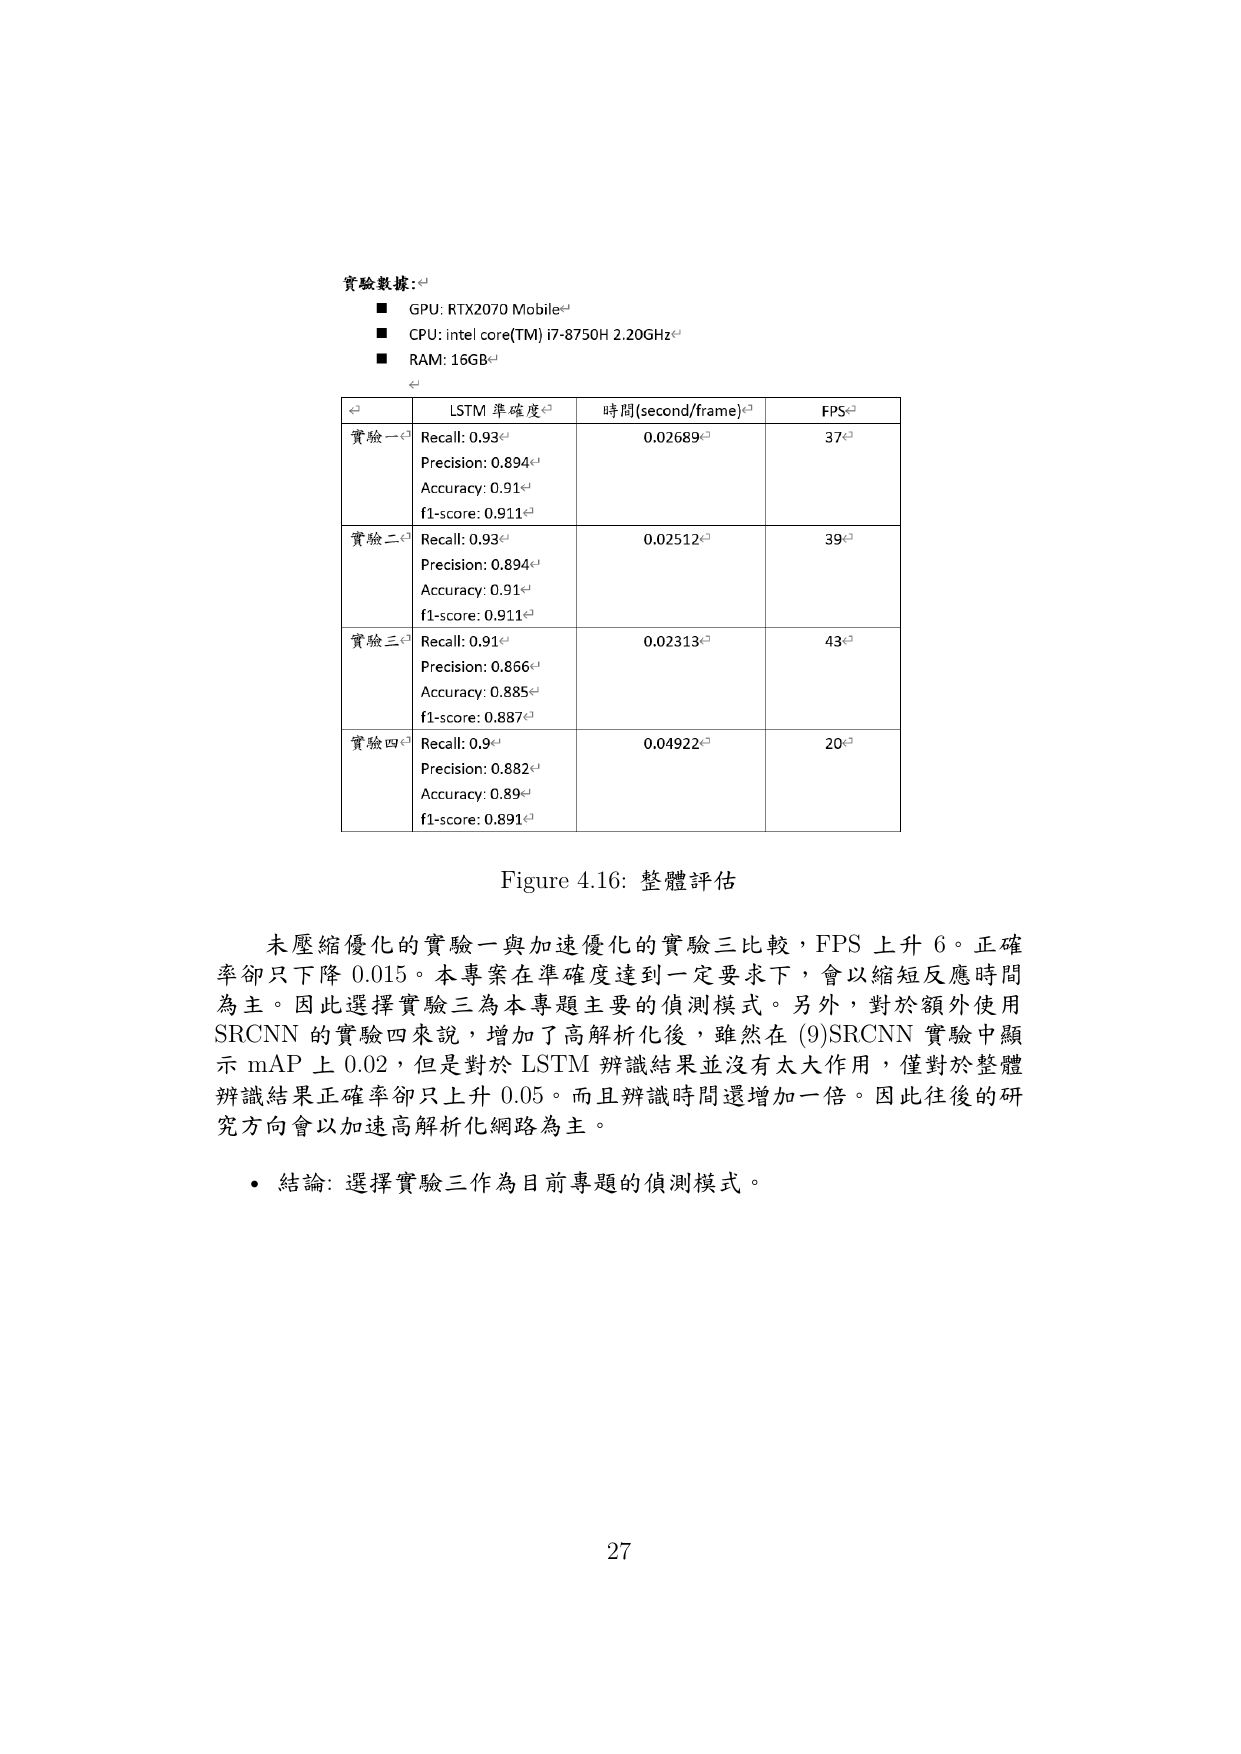 實驗數據:↵
■ GPU: RTX2070 Mobile↵
■ CPU: intel core(TM) i7-8750H 2.20GHz↵
■ RAM: 16GB↵
↵
↵ LSTM 準確度↵ 時間(second/frame)↵ FPS↵
實驗一↵ Recall: 0.93↵ 0.02689↵ 37↵
Precision: 0.894↵
Accuracy: 0.91↵
f1-score: 0.911↵
實驗二↵ Recall: 0.93↵ 0.02512↵ 39↵
Precision: 0.894↵
Accuracy: 0.91↵
f1-score: 0.911↵
實驗三↵ Recall: 0.91↵ 0.02313↵ 43↵
Precision: 0.866↵
Accuracy: 0.885↵
f1-score: 0.887↵
實驗四↵ Recall: 0.9↵ 0.04922↵ 20↵
Precision: 0.882↵
Accuracy: 0.89↵
f1-score: 0.891↵
Figure 4.16: 整體評估
未壓縮優化的實驗一與加速優化的實驗三比較，FPS 上升 6。正確
率卻只下降 0.015。本專案在準確度達到一定要求下，會以縮短反應時間
為主。因此選擇實驗三為本專題主要的偵測模式。另外，對於額外使用
SRCNN 的實驗四來說，增加了高解析化後，雖然在 (9)SRCNN 實驗中顯
示 mAP 上 0.02，但是對於 LSTM 辨識結果並沒有太大作用，僅對於整體
辨識結果正確率卻只上升 0.05。而且辨識時間還增加一倍。因此往後的研
究方向會以加速高解析化網路為主。
• 結論: 選擇實驗三作為目前專題的偵測模式。
27